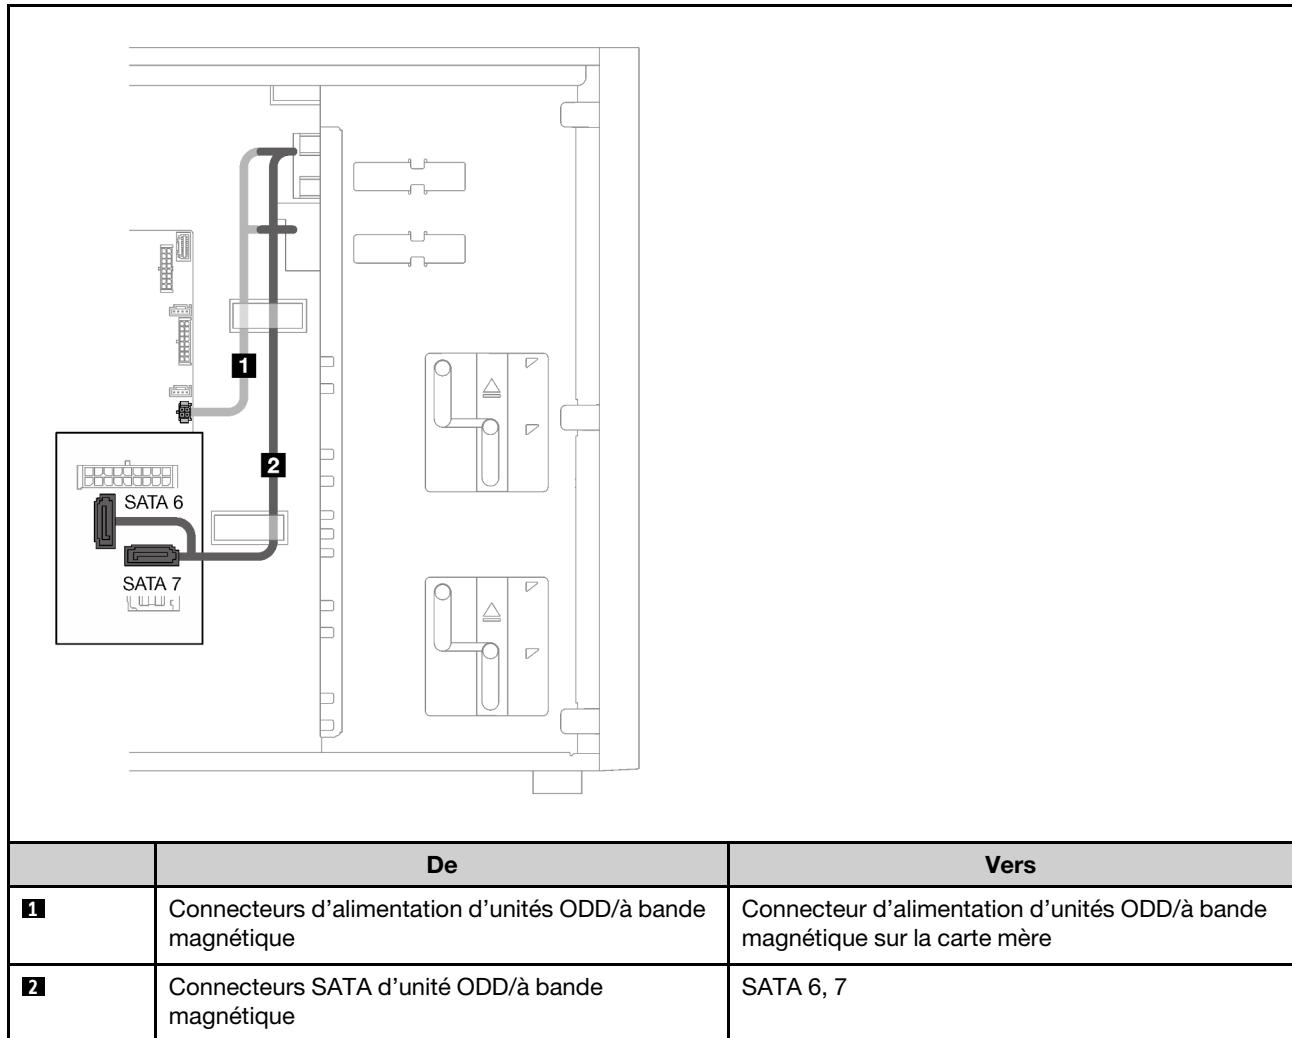 1
2
SATA 6
SATA 7
De
Vers
1
Connecteurs d'alimentation d'unités ODD/à bande
magnétique
Connecteur d'alimentation d'unités ODD/à bande
magnétique sur la carte mère
2
Connecteurs SATA d'unité ODD/à bande
magnétique
SATA 6, 7